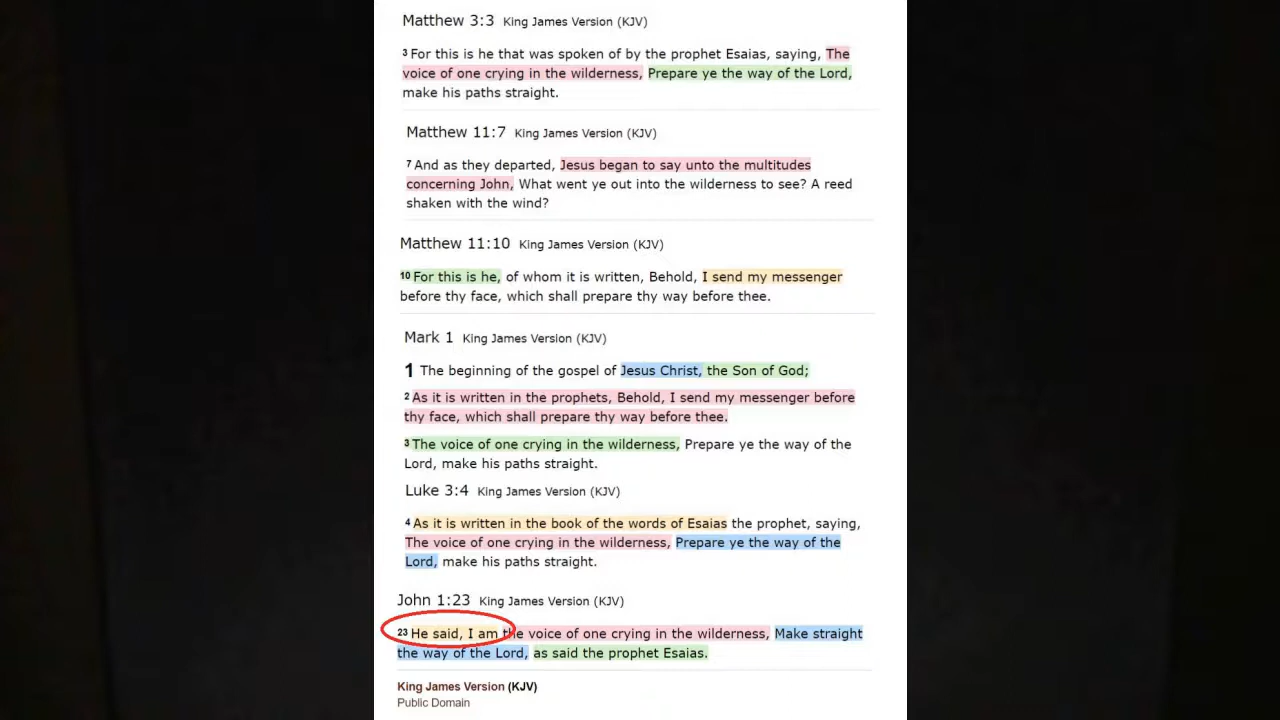 Matthew 3:3 King James Version (KJV)
3 For this is he that was spoken of by the prophet Esaias, saying, The
voice of one crying in the wilderness, Prepare ye the way of the Lord,
make his paths straight.
Matthew 11:7 King James Version (KJV)
7 And as they departed, Jesus began to say unto the multitudes
concerning John, What went ye out into the wilderness to see? A reed
shaken with the wind?
Matthew 11:10 King James Version (KJV)
10 For this is he, of whom it is written, Behold, I send my messenger
before thy face, which shall prepare thy way before thee.
Mark 1 King James Version (KJV)
1 The beginning of the gospel of Jesus Christ, the Son of God;
2 As it is written in the prophets, Behold, I send my messenger before
thy face, which shall prepare thy way before thee.
3 The voice of one crying in the wilderness, Prepare ye the way of the
Lord, make his paths straight.
Luke 3:4 King James Version (KJV)
4 As it is written in the book of the words of Esaias the prophet, saying,
The voice of one crying in the wilderness, Prepare ye the way of the
Lord, make his paths straight.
John 1:23 King James Version (KJV)
23 He said, I am the voice of one crying in the wilderness, Make straight
the way of the Lord, as said the prophet Esaias.
King James Version (KJV)
Public Domain